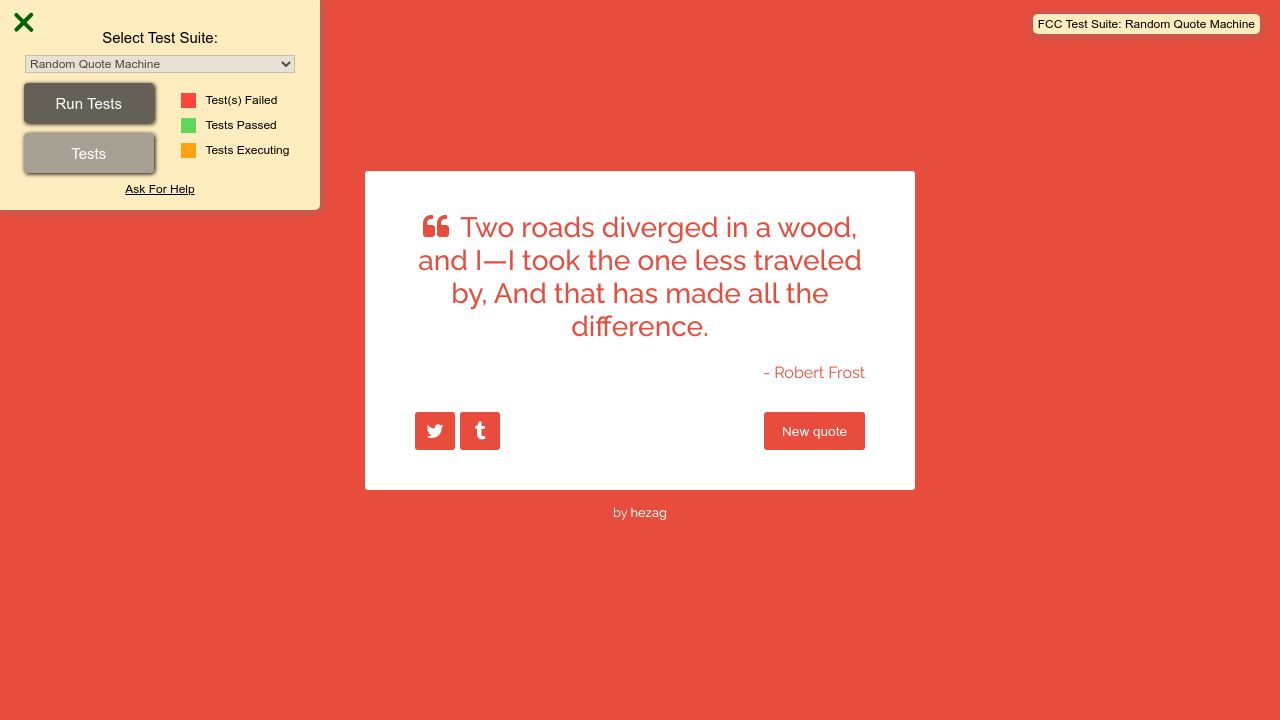 Select Test Suite:
Random Quote Machine
Run Tests
Tests
Test(s) Failed
Tests Passed
Tests Executing
Ask For Help
FCC Test Suite: Random Quote Machine
Two roads diverged in a wood,
and I—I took the one less traveled
by, And that has made all the
difference.
- Robert Frost
New quote
by hezag